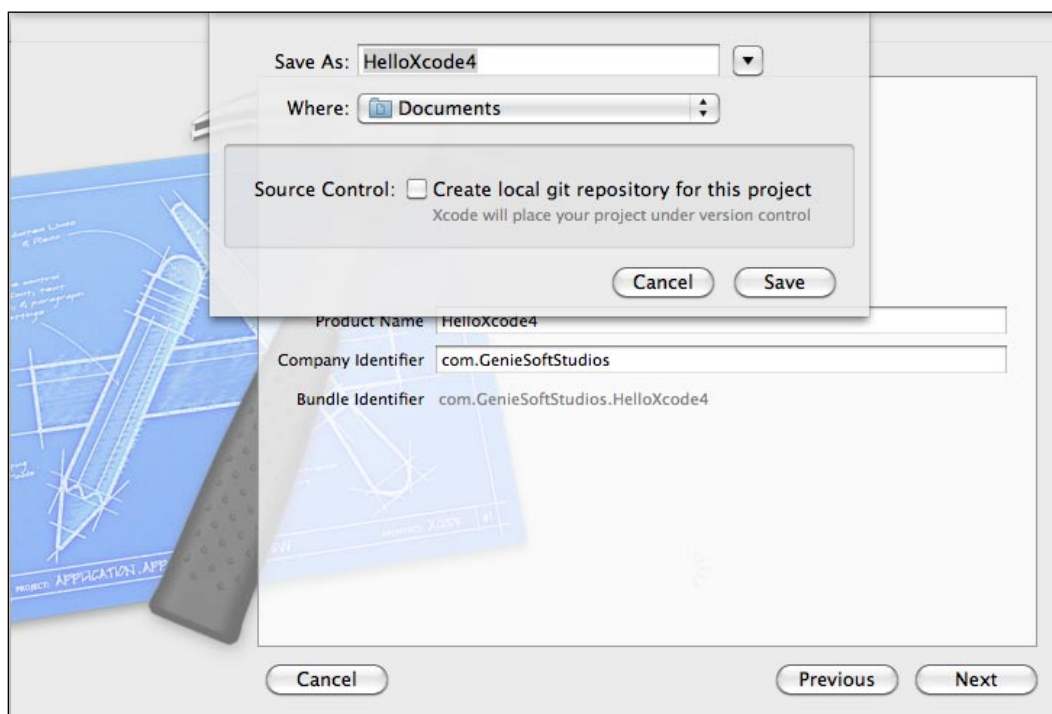 Save As: HelloXcode4
Where: Documents
Source Control: Create local git repository for this project
Xcode will place your project under version control
Cancel Save
Product Name HelloXcode4
Company Identifier com.GenieSoftStudios
Bundle Identifier com.GenieSoftStudios.HelloXcode4
PROJECT: APPLICATION.APP
Cancel Previous Next